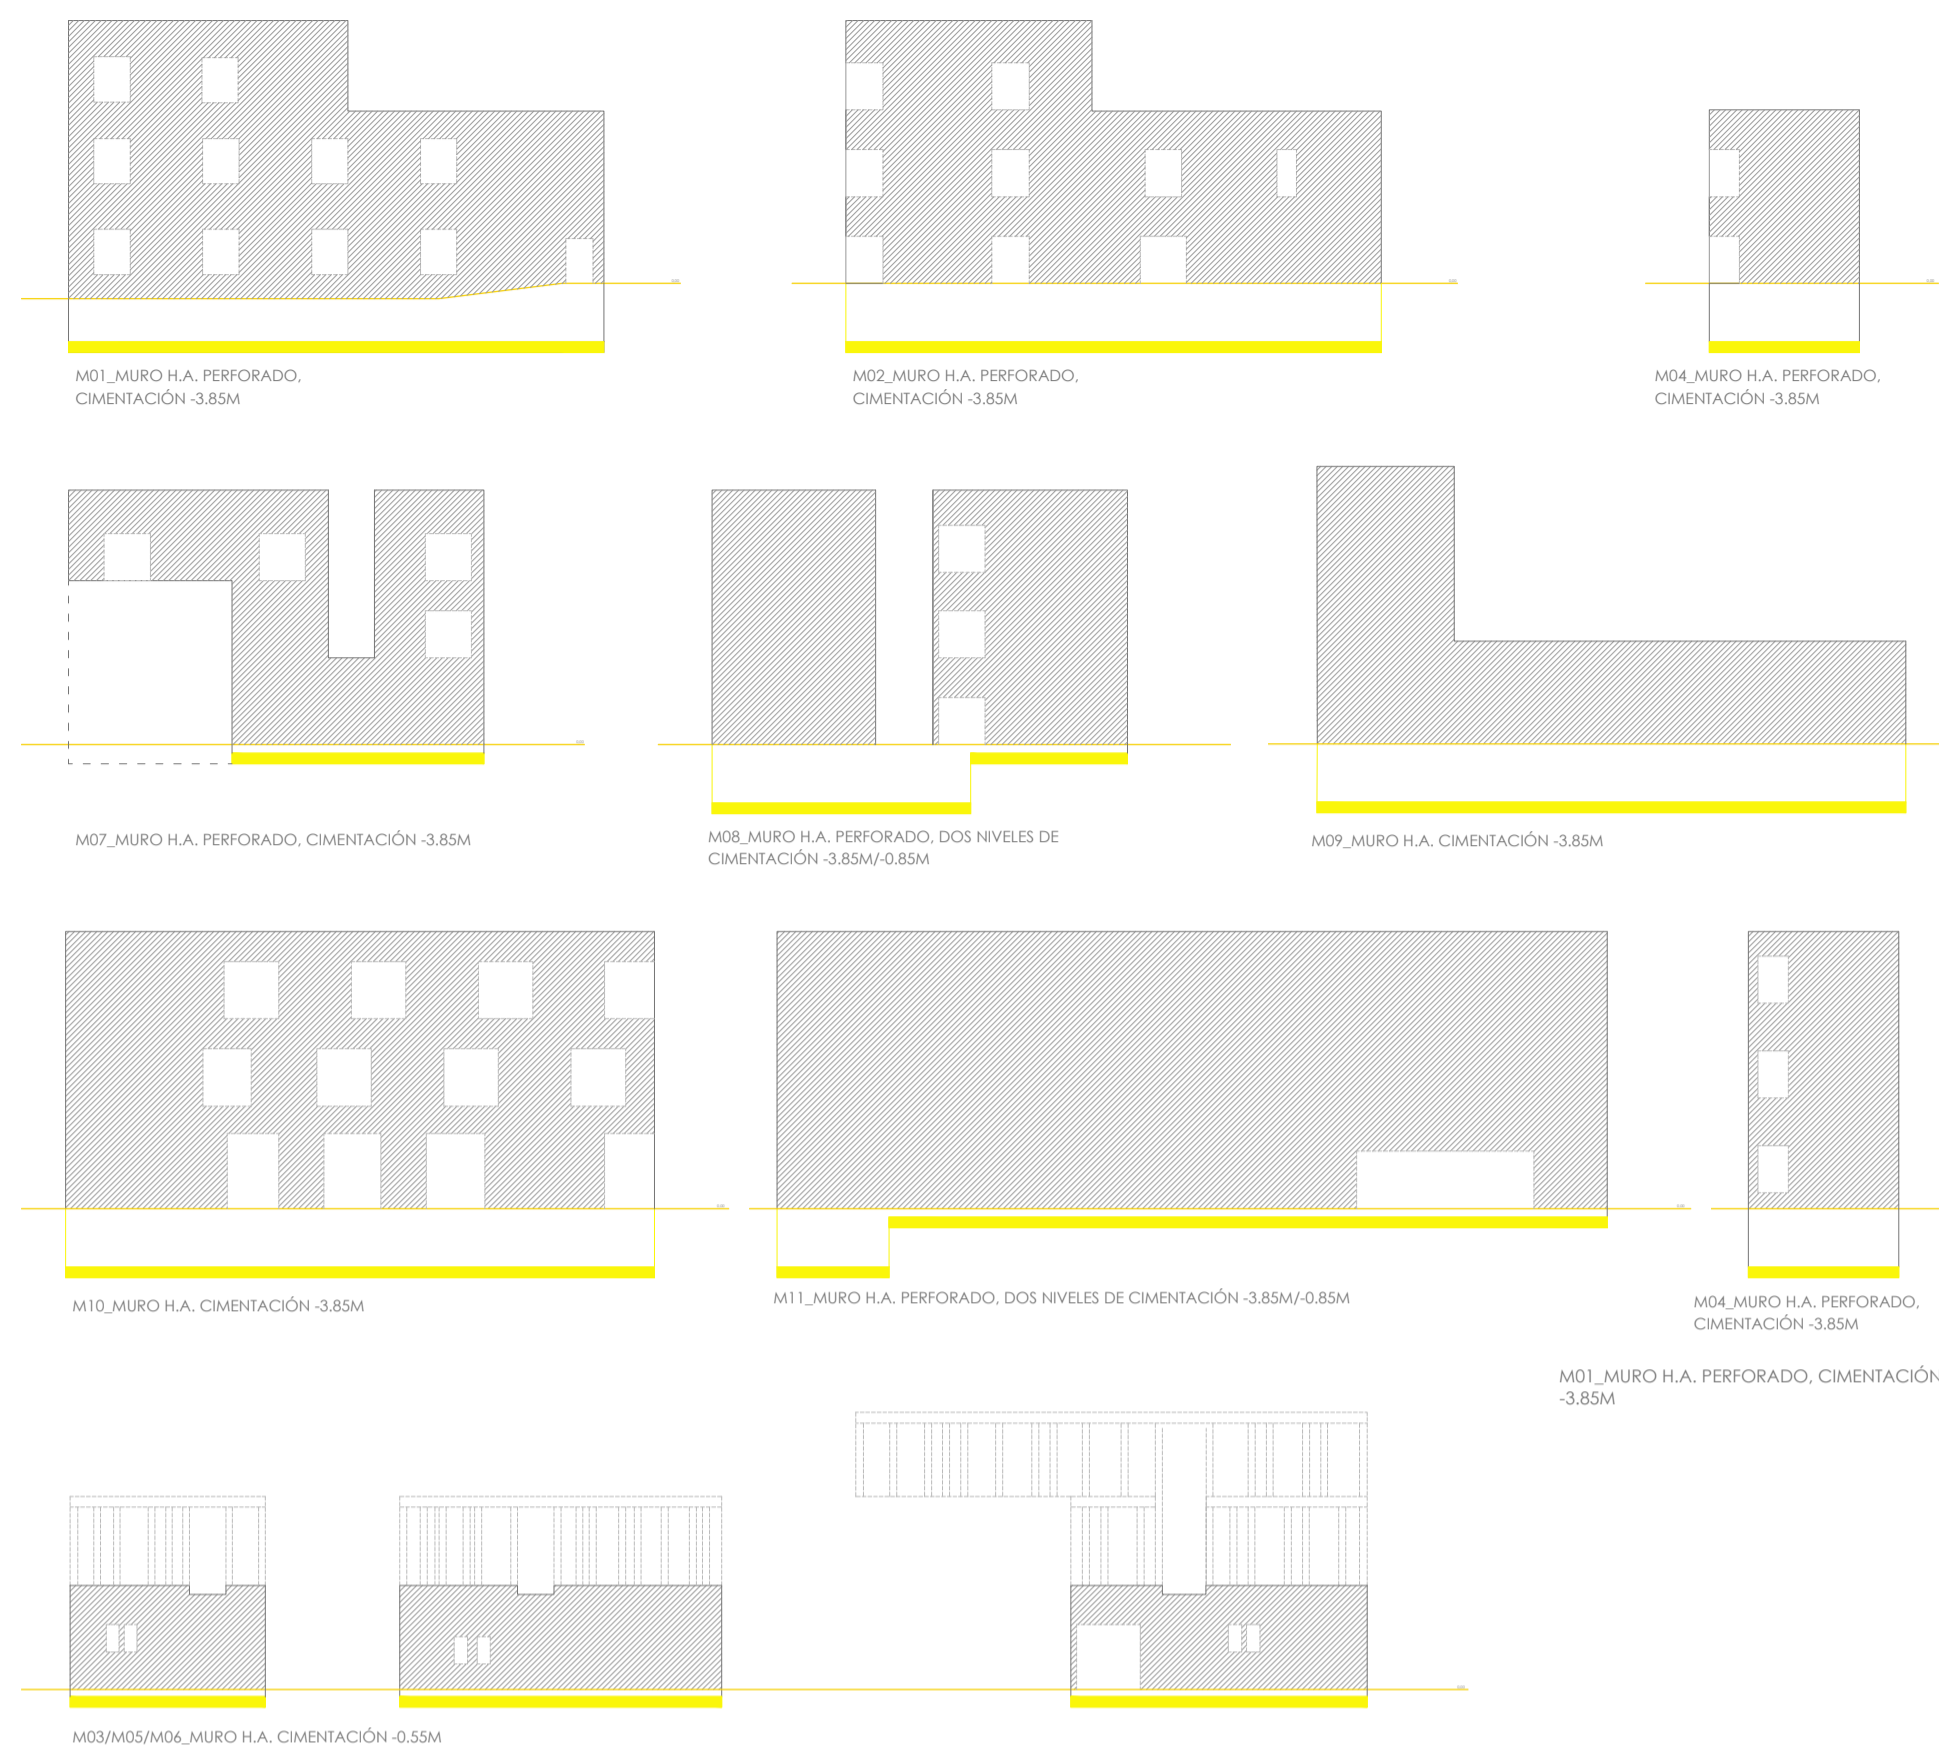 M01_MURO H.A. PERFORADO,
CIMENTACIÓN -3.85M
M02_MURO H.A. PERFORADO,
CIMENTACIÓN -3.85M
M04_MURO H.A. PERFORADO,
CIMENTACIÓN -3.85M
M07_MURO H.A. PERFORADO, CIMENTACIÓN -3.85M
M08_MURO H.A. PERFORADO, DOS NIVELES DE
CIMENTACIÓN -3.85M/-0.85M
M09_MURO H.A. CIMENTACIÓN -3.85M
M10_MURO H.A. CIMENTACIÓN -3.85M
M11_MURO H.A. PERFORADO, DOS NIVELES DE CIMENTACIÓN -3.85M/-0.85M
M04_MURO H.A. PERFORADO,
CIMENTACIÓN -3.85M
M01_MURO H.A. PERFORADO, CIMENTACIÓN
-3.85M
M03/M05/M06_MURO H.A. CIMENTACIÓN -0.55M